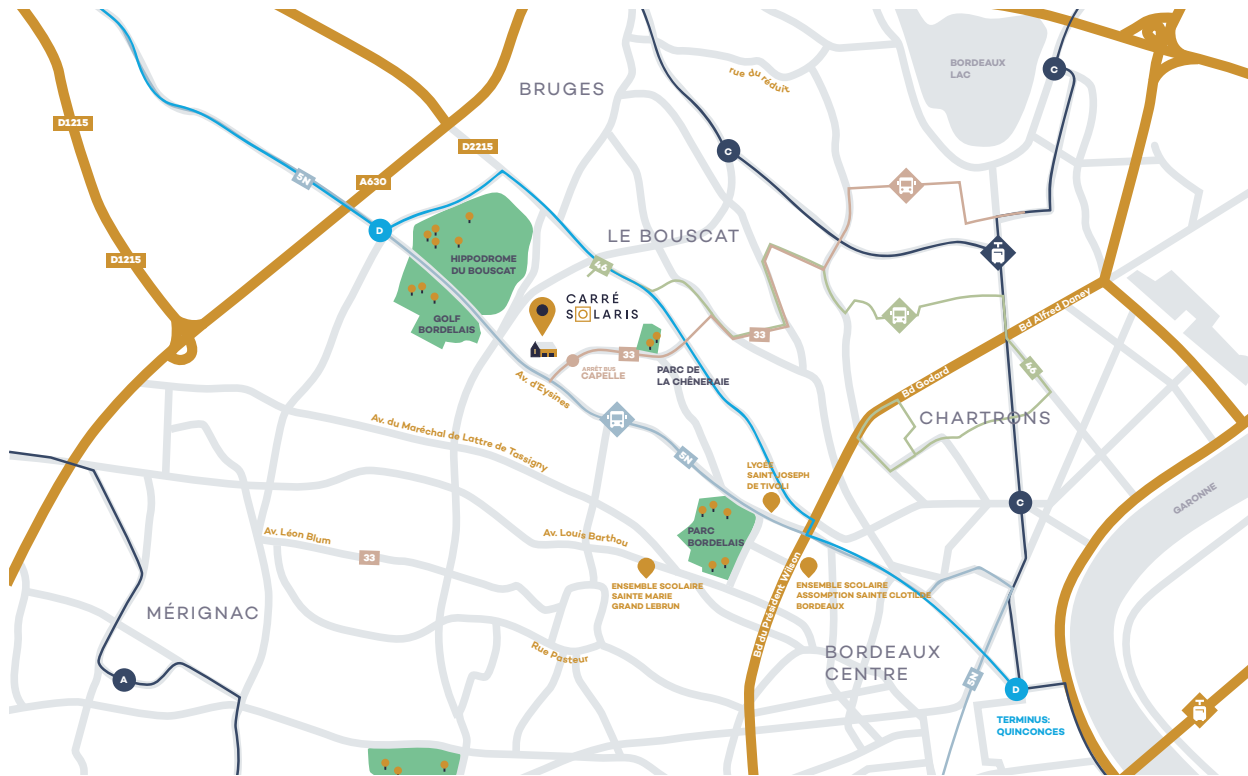 BORDEAUX
LAC
C
rue du réduit
BRUGES
D1215
D2215
C
5N
A630
D
LE BOUSCAT
HIPPODROME
DU BOUSCAT
46
D1215
CARRÉ
SOLARIS
GOLF
BORDELAIS
Bd Alfred Daney
33
33
ARRÊT BUS
CAPELLE
PARC DE
LA CHÊNERAIE
46
Av. d'Eysines
Bd Godard
CHARTRONS
Av. du Maréchal de Lattre de Tassigny
5N
LYCÉE
SAINT JOSEPH
DE TIVOLI
GARONNE
C
PARC
BORDELAIS
Av. Léon Blum
Av. Louis Barthou
33
ENSEMBLE SCOLAIRE
SAINTE MARIE
GRAND LEBRUN
ENSEMBLE SCOLAIRE
ASSOMPTION SAINTE CLOTILDE
BORDEAUX
Bd du Président Wilson
MÉRIGNAC
Rue Pasteur
BORDEAUX
CENTRE
A
5N
D
TERMINUS:
QUINCONCES